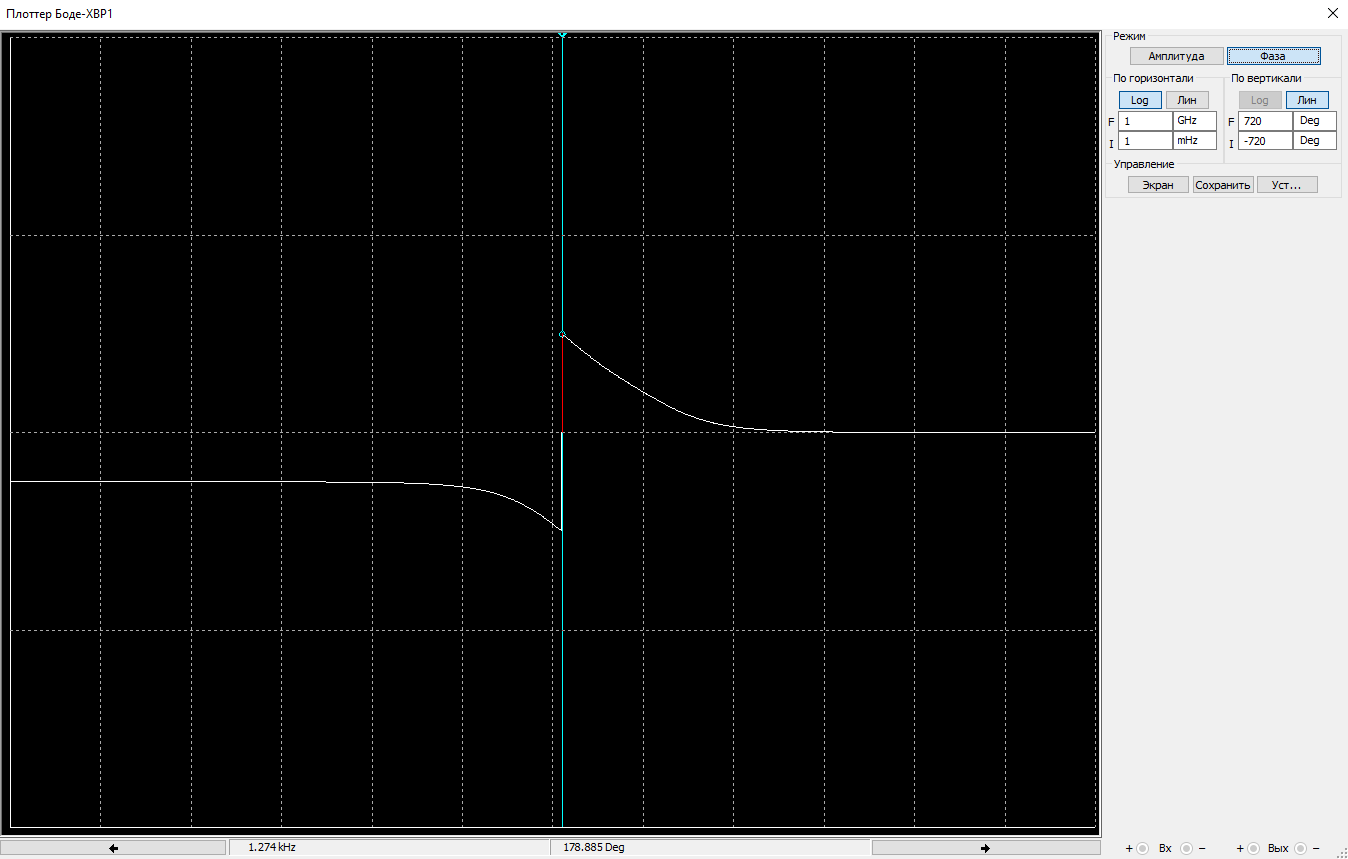 Плоттер Боде-XBP1
Режим
Амплитуда Фаза
По горизонтали По вертикали
Log Лин Log Лин
F 1 GHz F 720 Deg
I 1 mHz I -720 Deg
Управление
Экран Сохранить Уст...
1.274 kHz 178.885 Deg
+ Вх − + Вых −